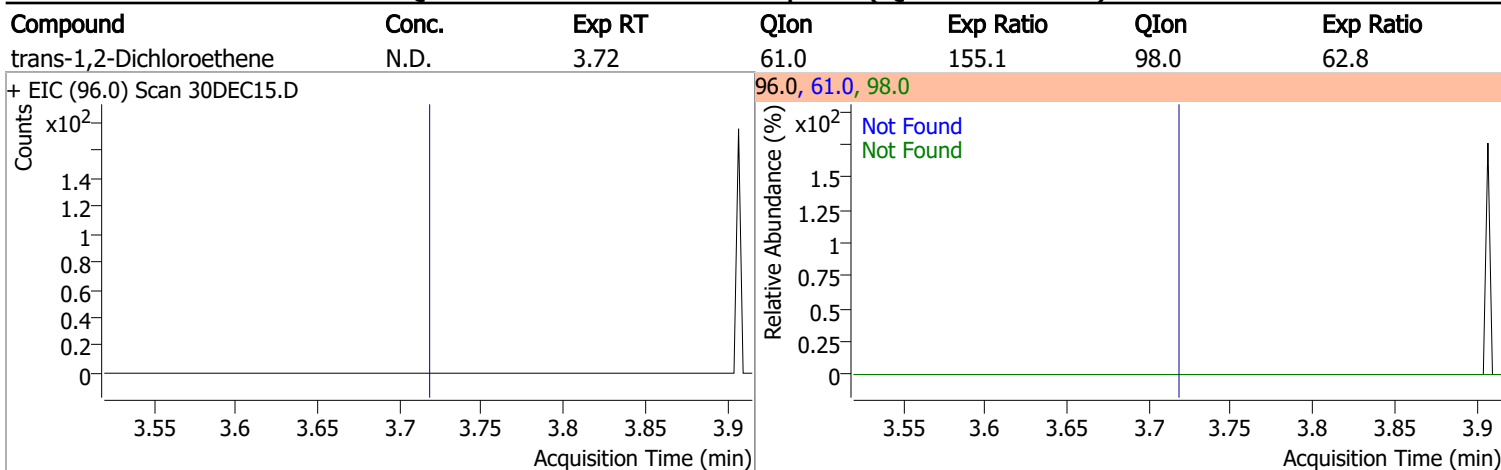 Compound Conc. Exp RT QIon Exp Ratio QIon Exp Ratio
trans-1,2-Dichloroethene N.D. 3.72 61.0 155.1 98.0 62.8
+ EIC (96.0) Scan 30DEC15.D
Counts
x10²
1.4
1.2
1
0.8
0.6
0.4
0.2
0
3.55 3.6 3.65 3.7 3.75 3.8 3.85 3.9
Acquisition Time (min)
96.0, 61.0, 98.0
Relative Abundance (%)
x10²
Not Found
Not Found
1.5
1.25
1
0.75
0.5
0.25
0
3.55 3.6 3.65 3.7 3.75 3.8 3.85 3.9
Acquisition Time (min)